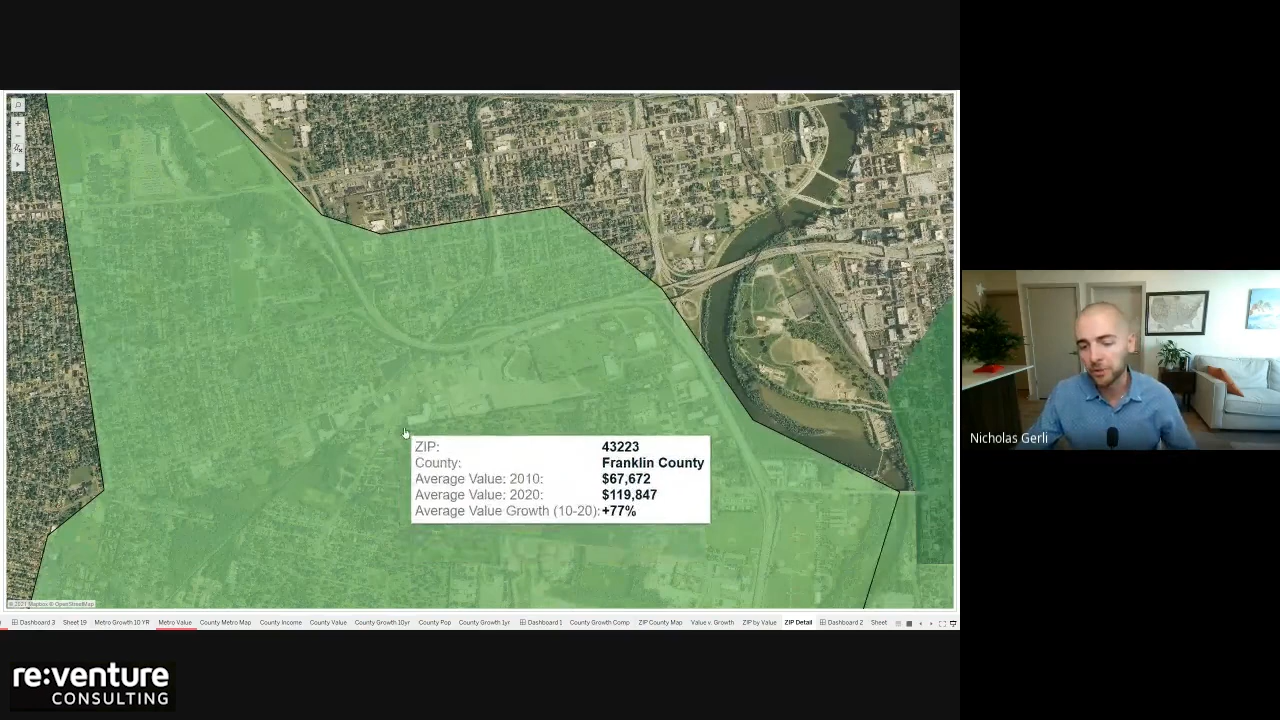 ZIP: 43223
County: Franklin County
Average Value: 2010: $67,672
Average Value: 2020: $119,847
Average Value Growth (10-20): +77%
Nicholas Gerli
© 2021 Mapbox © OpenStreetMap
Dashboard 3 Sheet 19 Metro Growth 10 YR Metro Value County Metro Map County Income County Value County Growth 10yr County Pop County Growth 1yr Dashboard 1 County Growth Comp ZIP County Map Value v. Growth ZIP by Value ZIP Detail Dashboard 2 Sheet
re:venture
CONSULTING